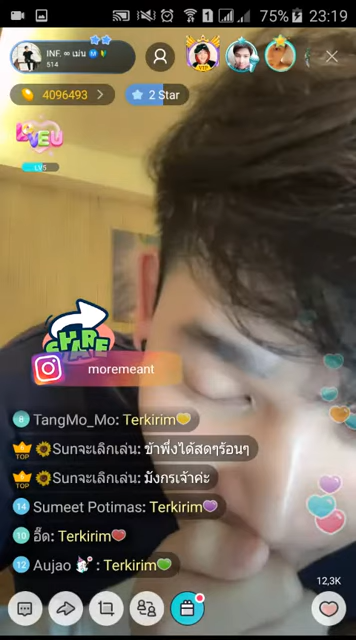 75% 23:19
INF. ∞ เม่น Ⓜ
514
VIP
4096493
2 Star
LOVE U
LV5
SHARE
moremeant
8 TangMo_Mo: Terkirim
TOP Sunจะเลิกเล่น: ข้าพึ่งได้สดๆร้อนๆ
TOP Sunจะเลิกเล่น: มังกรเจ้าค่ะ
14 Sumeet Potimas: Terkirim
10 อื๊ด: Terkirim
12 Aujao : Terkirim
12,3K